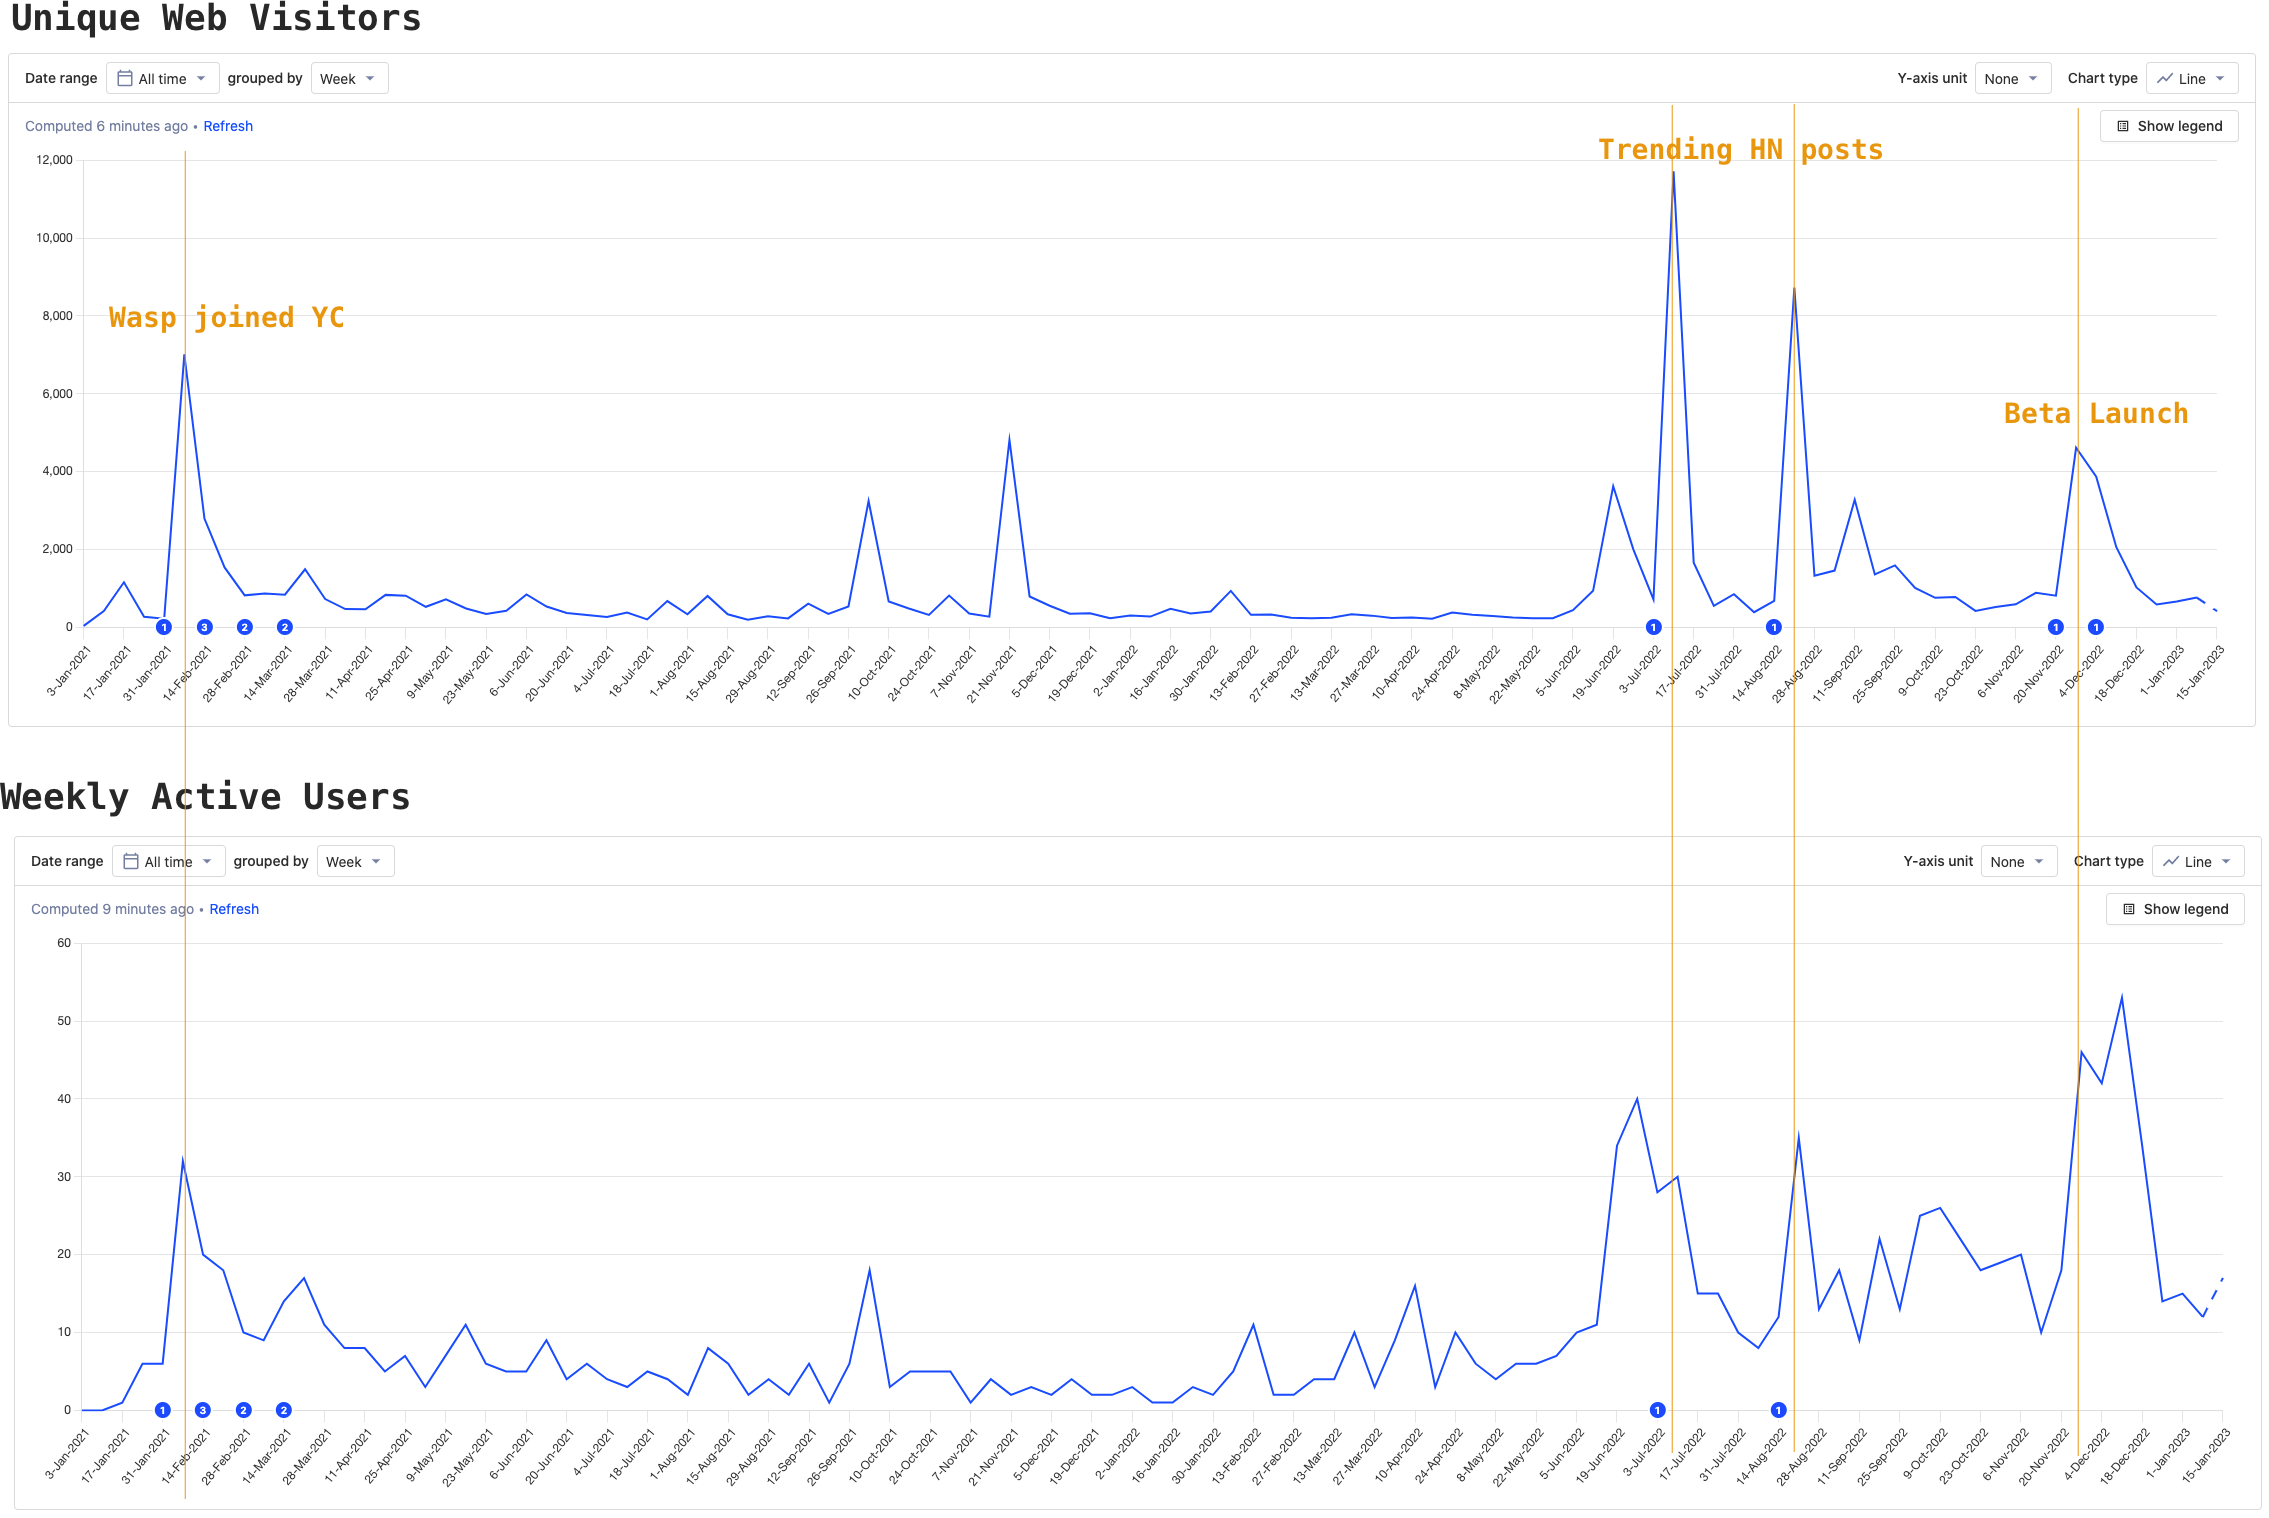 Unique Web Visitors
Date range All time grouped by Week Y-axis unit None Chart type Line
Computed 6 minutes ago • Refresh Show legend
Trending HN posts
12,000
10,000
8,000
Wasp joined YC
6,000
Beta Launch
4,000
2,000
0
1 3 2 2 1 1 1 1
3-Jan-2021 17-Jan-2021 31-Jan-2021 14-Feb-2021 28-Feb-2021 14-Mar-2021 28-Mar-2021 11-Apr-2021 25-Apr-2021 9-May-2021 23-May-2021 6-Jun-2021 20-Jun-2021 4-Jul-2021 18-Jul-2021 1-Aug-2021 15-Aug-2021 29-Aug-2021 12-Sep-2021 26-Sep-2021 10-Oct-2021 24-Oct-2021 7-Nov-2021 21-Nov-2021 5-Dec-2021 19-Dec-2021 2-Jan-2022 16-Jan-2022 30-Jan-2022 13-Feb-2022 27-Feb-2022 13-Mar-2022 27-Mar-2022 10-Apr-2022 24-Apr-2022 8-May-2022 22-May-2022 5-Jun-2022 19-Jun-2022 3-Jul-2022 17-Jul-2022 31-Jul-2022 14-Aug-2022 28-Aug-2022 11-Sep-2022 25-Sep-2022 9-Oct-2022 23-Oct-2022 6-Nov-2022 20-Nov-2022 4-Dec-2022 18-Dec-2022 1-Jan-2023 15-Jan-2023
Weekly Active Users
Date range All time grouped by Week Y-axis unit None Chart type Line
Computed 9 minutes ago • Refresh Show legend
60
50
40
30
20
10
0
1 3 2 2 1 1
3-Jan-2021 17-Jan-2021 31-Jan-2021 14-Feb-2021 28-Feb-2021 14-Mar-2021 28-Mar-2021 11-Apr-2021 25-Apr-2021 9-May-2021 23-May-2021 6-Jun-2021 20-Jun-2021 4-Jul-2021 18-Jul-2021 1-Aug-2021 15-Aug-2021 29-Aug-2021 12-Sep-2021 26-Sep-2021 10-Oct-2021 24-Oct-2021 7-Nov-2021 21-Nov-2021 5-Dec-2021 19-Dec-2021 2-Jan-2022 16-Jan-2022 30-Jan-2022 13-Feb-2022 27-Feb-2022 13-Mar-2022 27-Mar-2022 10-Apr-2022 24-Apr-2022 8-May-2022 22-May-2022 5-Jun-2022 19-Jun-2022 3-Jul-2022 17-Jul-2022 31-Jul-2022 14-Aug-2022 28-Aug-2022 11-Sep-2022 25-Sep-2022 9-Oct-2022 23-Oct-2022 6-Nov-2022 20-Nov-2022 4-Dec-2022 18-Dec-2022 1-Jan-2023 15-Jan-2023